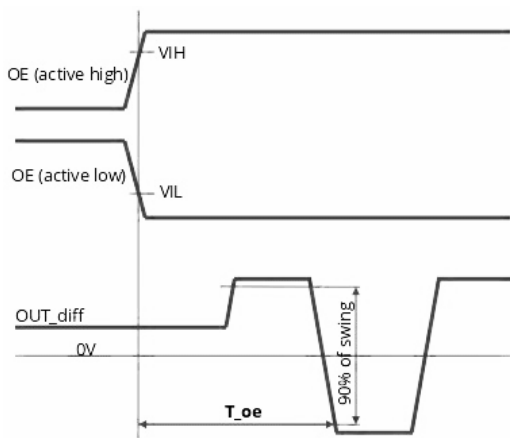 VIH
OE (active high)
OE (active low)
VIL
OUT_diff
0V
90% of swing
T_oe